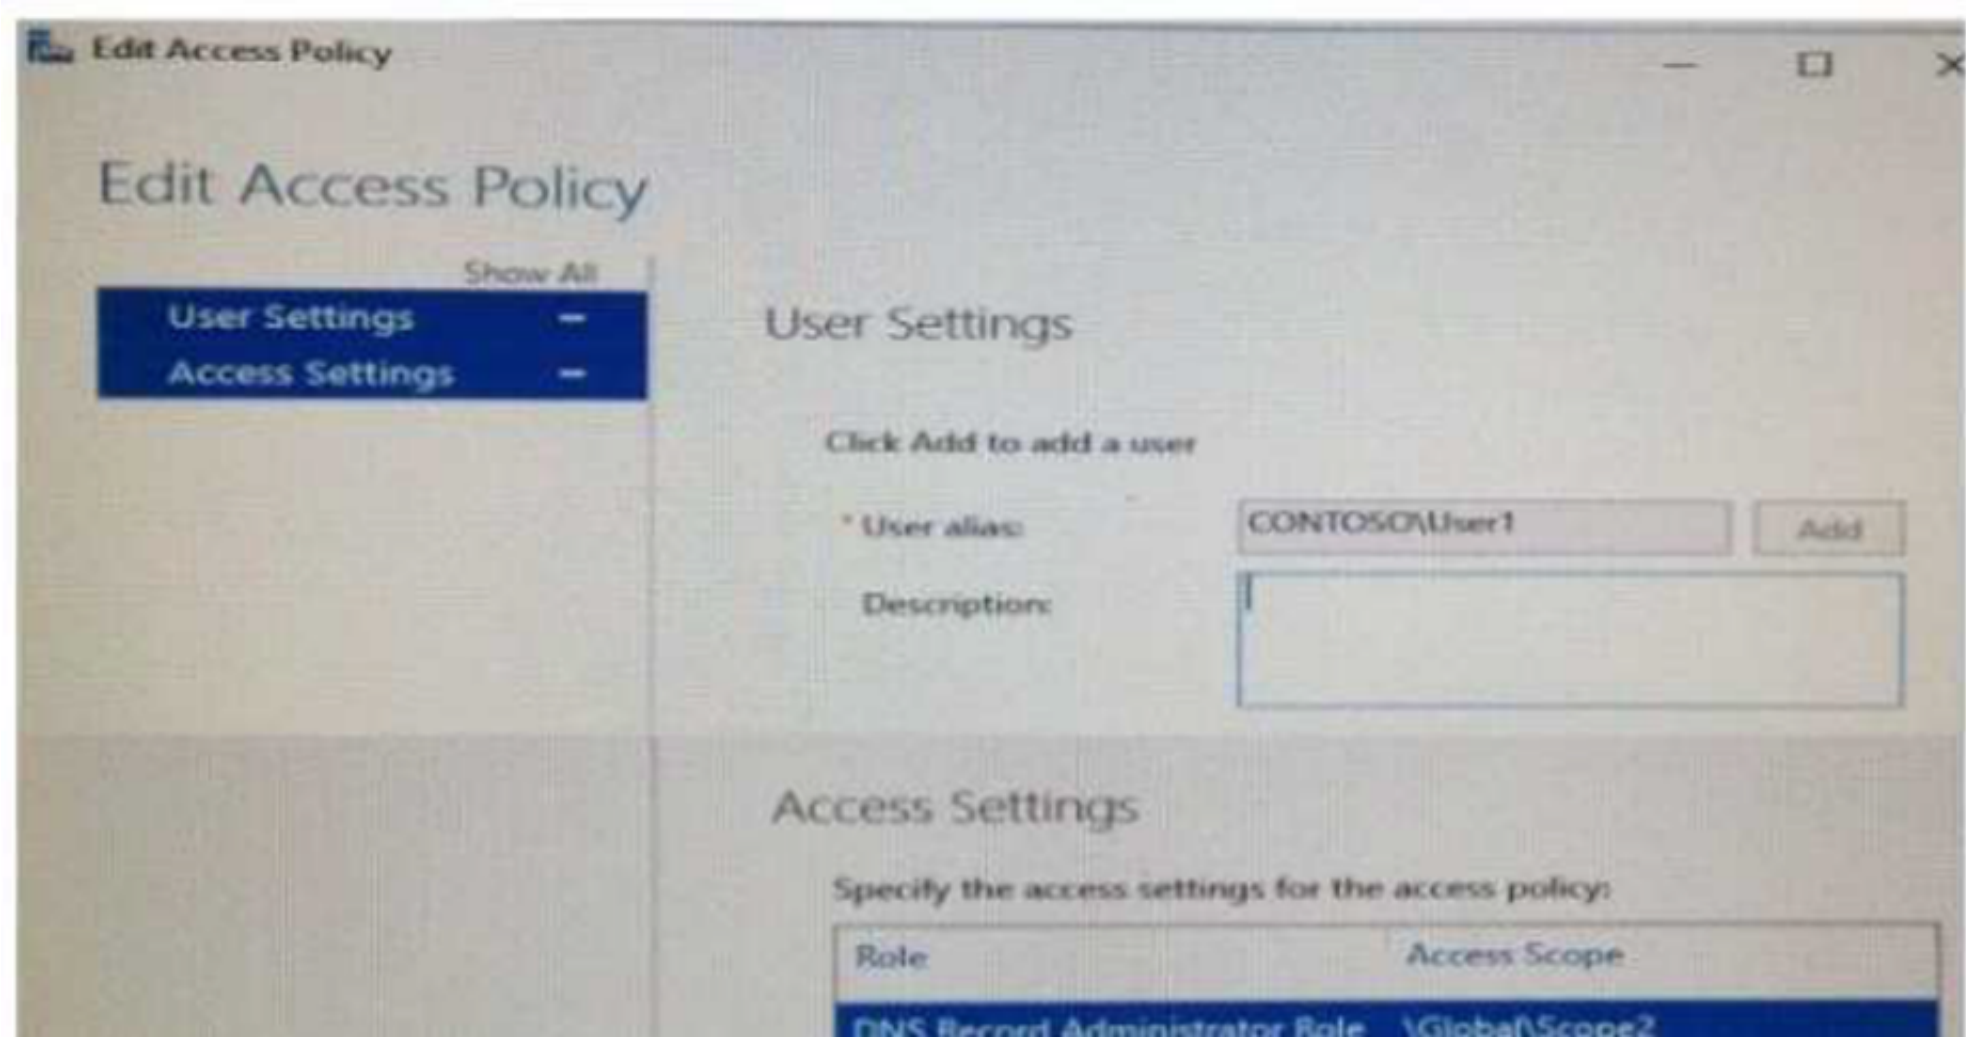 Edit Access Policy
Edit Access Policy
Show All
User Settings
Access Settings
User Settings
Click Add to add a user
* User alias: CONTOSO\User1 Add
Description:
Access Settings
Specify the access settings for the access policy:
Role Access Scope
DNS Record Administrator Role \Global\Scope2